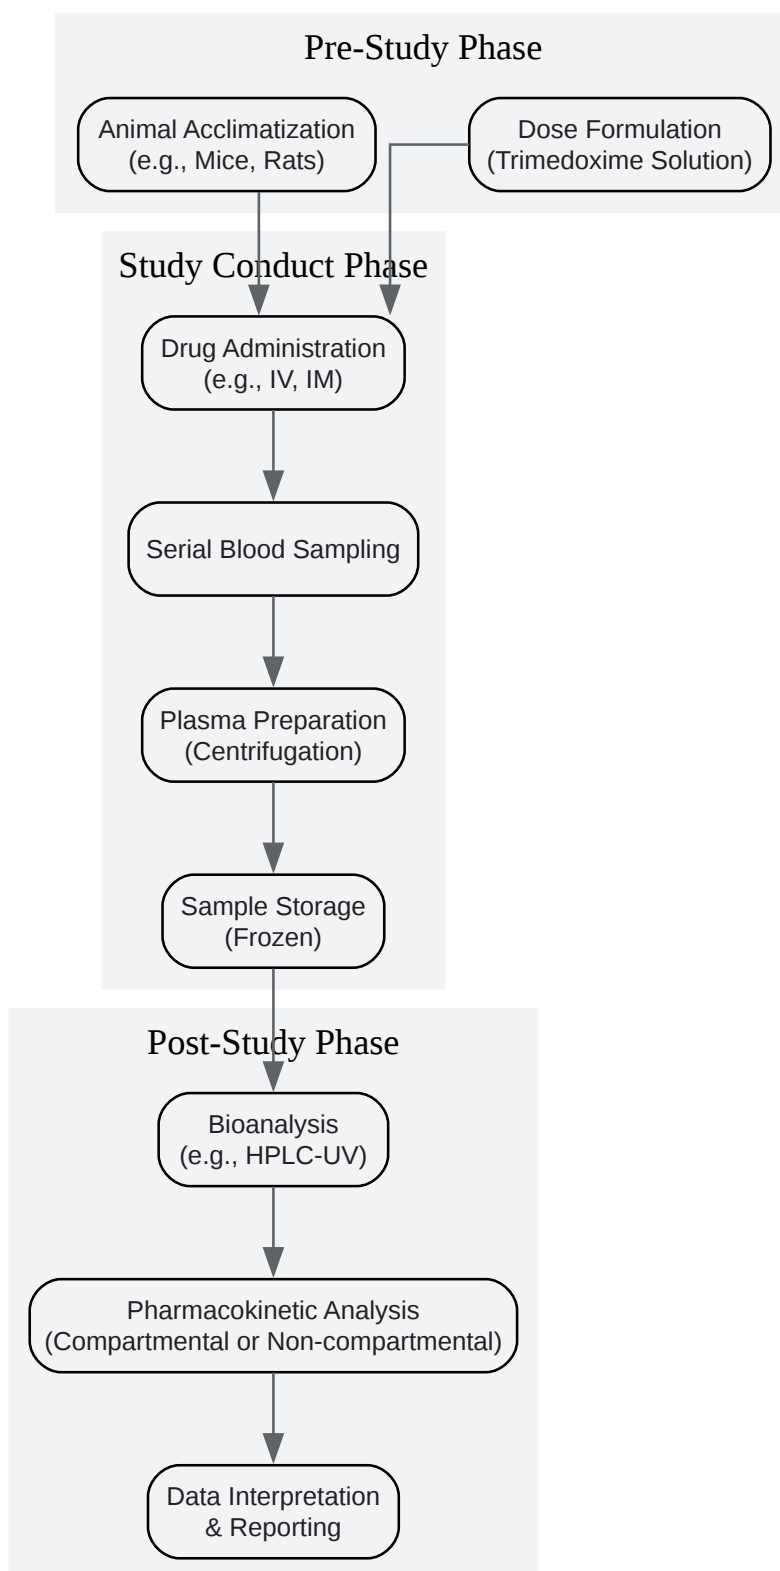 Pre-Study Phase
Animal Acclimatization
(e.g., Mice, Rats)
Dose Formulation
(Trimedoxime Solution)
Study Conduct Phase
Drug Administration
(e.g., IV, IM)
Serial Blood Sampling
Plasma Preparation
(Centrifugation)
Sample Storage
(Frozen)
Post-Study Phase
Bioanalysis
(e.g., HPLC-UV)
Pharmacokinetic Analysis
(Compartmental or Non-compartmental)
Data Interpretation
& Reporting